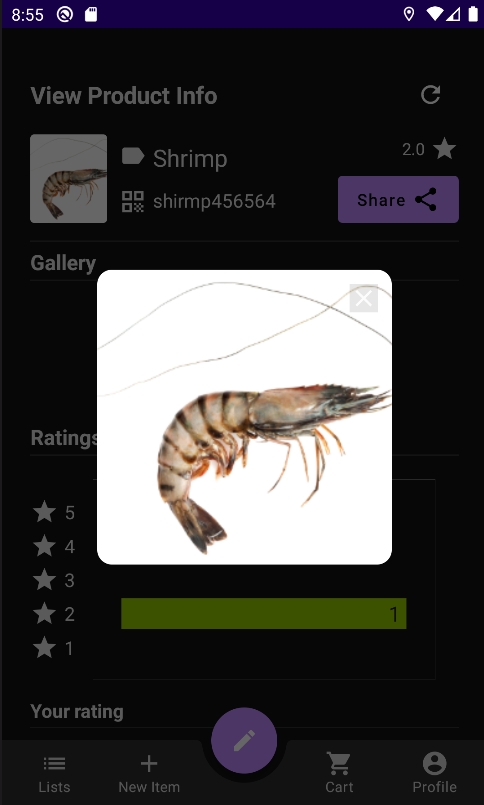 8:55
View Product Info
2.0
Shrimp
shirmp456564
Share
Gallery
Ratings
5
4
3
2
1
1
Your rating
Lists
New Item
Cart
Profile